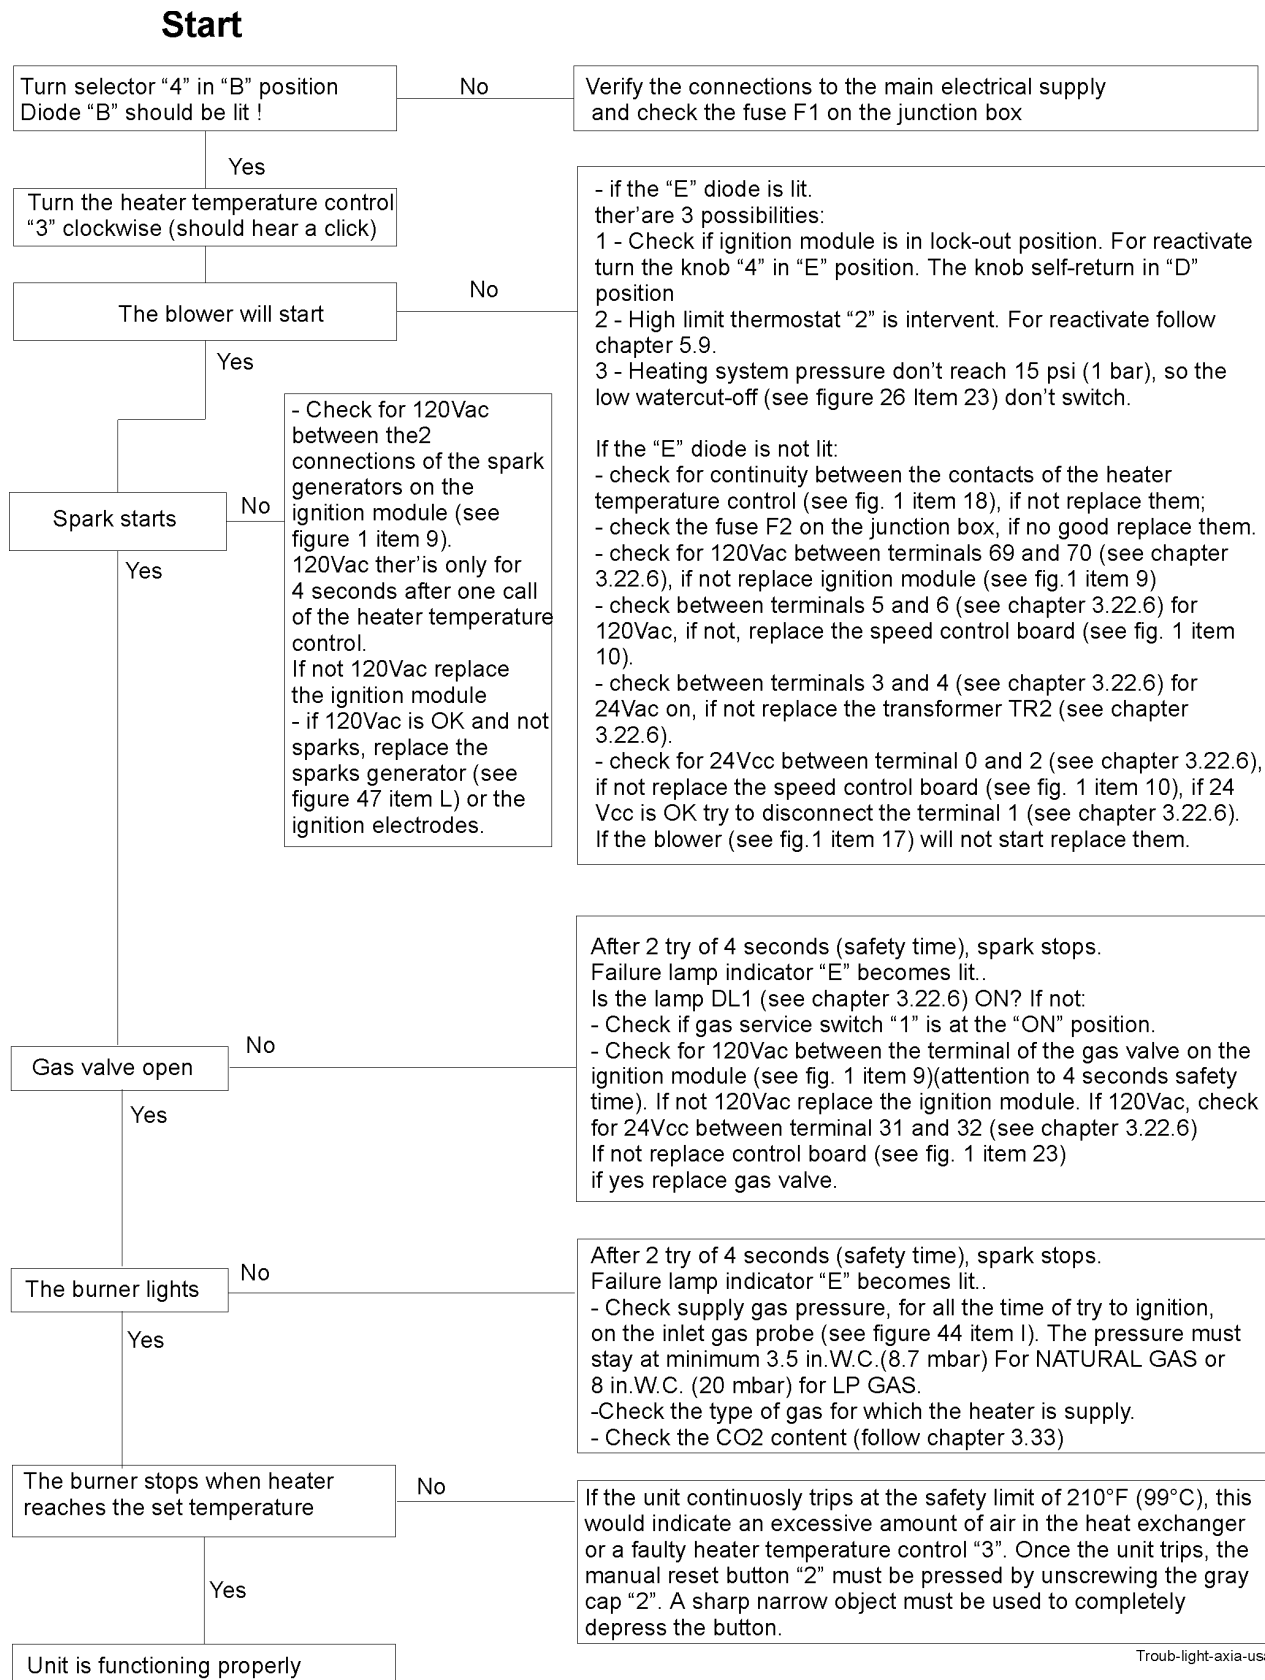 Start
Turn selector “4” in “B” position
Diode “B” should be lit !
No
Verify the connections to the main electrical supply
and check the fuse F1 on the junction box
Yes
Turn the heater temperature control
“3” clockwise (should hear a click)
The blower will start
No
- if the “E” diode is lit.
ther’are 3 possibilities:
1 - Check if ignition module is in lock-out position. For reactivate
turn the knob “4” in “E” position. The knob self-return in “D”
position
2 - High limit thermostat “2” is intervent. For reactivate follow
chapter 5.9.
3 - Heating system pressure don’t reach 15 psi (1 bar), so the
low watercut-off (see figure 26 Item 23) don’t switch.
If the “E” diode is not lit:
- check for continuity between the contacts of the heater
temperature control (see fig. 1 item 18), if not replace them;
- check the fuse F2 on the junction box, if no good replace them.
- check for 120Vac between terminals 69 and 70 (see chapter
3.22.6), if not replace ignition module (see fig.1 item 9)
- check between terminals 5 and 6 (see chapter 3.22.6) for
120Vac, if not, replace the speed control board (see fig. 1 item
10).
- check between terminals 3 and 4 (see chapter 3.22.6) for
24Vac on, if not replace the transformer TR2 (see chapter
3.22.6).
- check for 24Vcc between terminal 0 and 2 (see chapter 3.22.6),
if not replace the speed control board (see fig. 1 item 10), if 24
Vcc is OK try to disconnect the terminal 1 (see chapter 3.22.6).
If the blower (see fig.1 item 17) will not start replace them.
Yes
Spark starts
No
- Check for 120Vac
between the2
connections of the spark
generators on the
ignition module (see
figure 1 item 9).
120Vac ther’is only for
4 seconds after one call
of the heater temperature
control.
If not 120Vac replace
the ignition module
- if 120Vac is OK and not
sparks, replace the
sparks generator (see
figure 47 item L) or the
ignition electrodes.
Yes
Gas valve open
No
After 2 try of 4 seconds (safety time), spark stops.
Failure lamp indicator “E” becomes lit..
Is the lamp DL1 (see chapter 3.22.6) ON? If not:
- Check if gas service switch “1” is at the “ON” position.
- Check for 120Vac between the terminal of the gas valve on the
ignition module (see fig. 1 item 9)(attention to 4 seconds safety
time). If not 120Vac replace the ignition module. If 120Vac, check
for 24Vcc between terminal 31 and 32 (see chapter 3.22.6)
If not replace control board (see fig. 1 item 23)
if yes replace gas valve.
Yes
The burner lights
No
After 2 try of 4 seconds (safety time), spark stops.
Failure lamp indicator “E” becomes lit..
- Check supply gas pressure, for all the time of try to ignition,
on the inlet gas probe (see figure 44 item I). The pressure must
stay at minimum 3.5 in.W.C.(8.7 mbar) For NATURAL GAS or
8 in.W.C. (20 mbar) for LP GAS.
-Check the type of gas for which the heater is supply.
- Check the CO2 content (follow chapter 3.33)
Yes
The burner stops when heater
reaches the set temperature
No
If the unit continuosly trips at the safety limit of 210°F (99°C), this
would indicate an excessive amount of air in the heat exchanger
or a faulty heater temperature control “3”. Once the unit trips, the
manual reset button “2” must be pressed by unscrewing the gray
cap “2”. A sharp narrow object must be used to completely
depress the button.
Yes
Unit is functioning properly
Troub-light-axia-usa